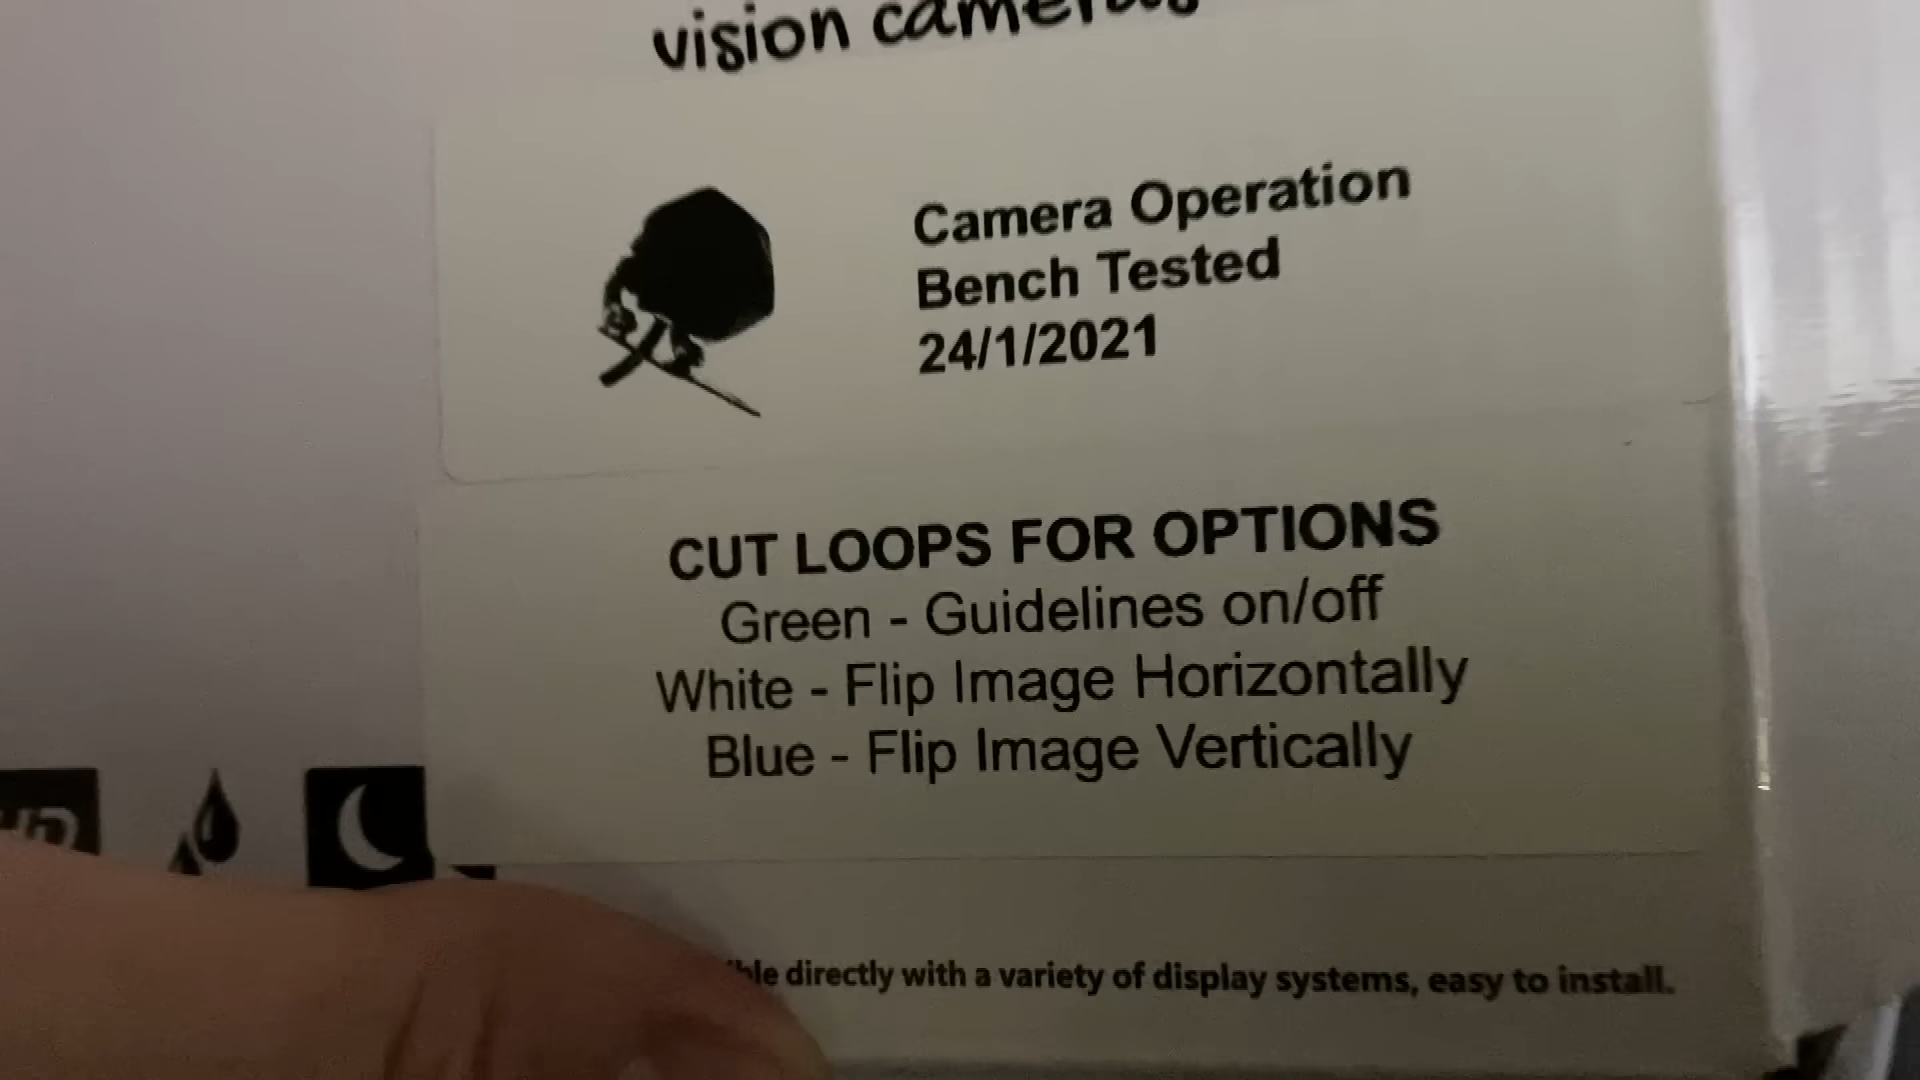 vision cameras
Camera Operation
Bench Tested
24/1/2021
CUT LOOPS FOR OPTIONS
Green - Guidelines on/off
White - Flip Image Horizontally
Blue - Flip Image Vertically
directly with a variety of display systems, easy to install.